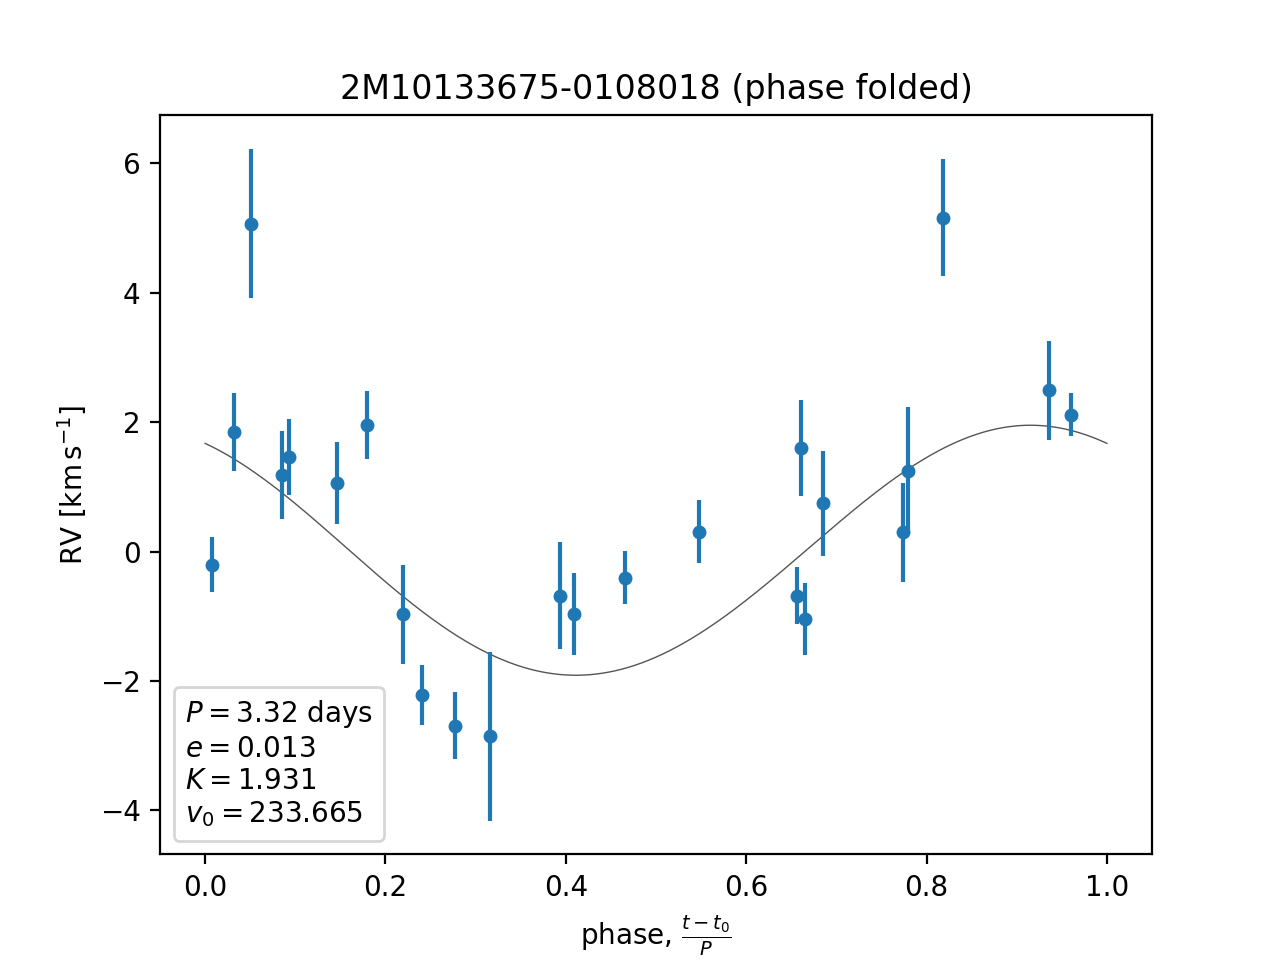 2M10133675-0108018 (phase folded)
RV [km s⁻¹]
6
4
2
0
−2
−4
P = 3.32 days
e = 0.013
K = 1.931
v₀ = 233.665
0.0 0.2 0.4 0.6 0.8 1.0
phase, (t − t₀)/P